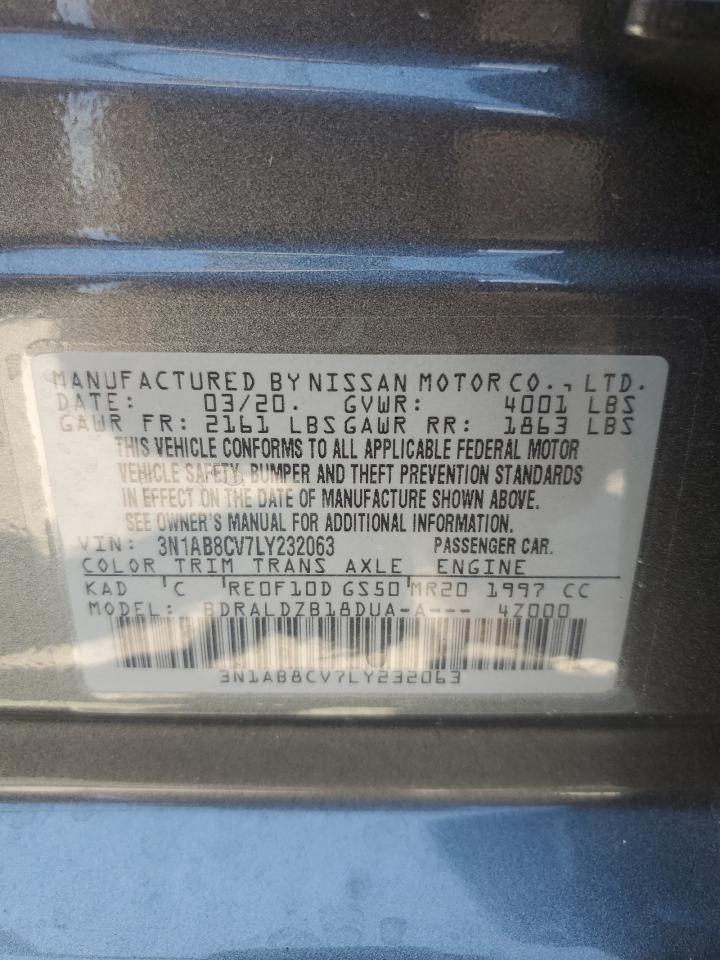 MANUFACTURED BY NISSAN MOTOR CO., LTD.
DATE: 03/20. GVWR: 4001 LBS
GAWR FR: 2161 LBS GAWR RR: 1863 LBS
THIS VEHICLE CONFORMS TO ALL APPLICABLE FEDERAL MOTOR
VEHICLE SAFETY, BUMPER AND THEFT PREVENTION STANDARDS
IN EFFECT ON THE DATE OF MANUFACTURE SHOWN ABOVE.
SEE OWNER'S MANUAL FOR ADDITIONAL INFORMATION.
VIN: 3N1AB8CV7LY232063 PASSENGER CAR.
COLOR TRIM TRANS AXLE ENGINE
KAD C RE0F10D GS50 MR20 1997 CC
MODEL: BDRALDZB18DUA-A--- 4Z000
3N1AB8CV7LY232063